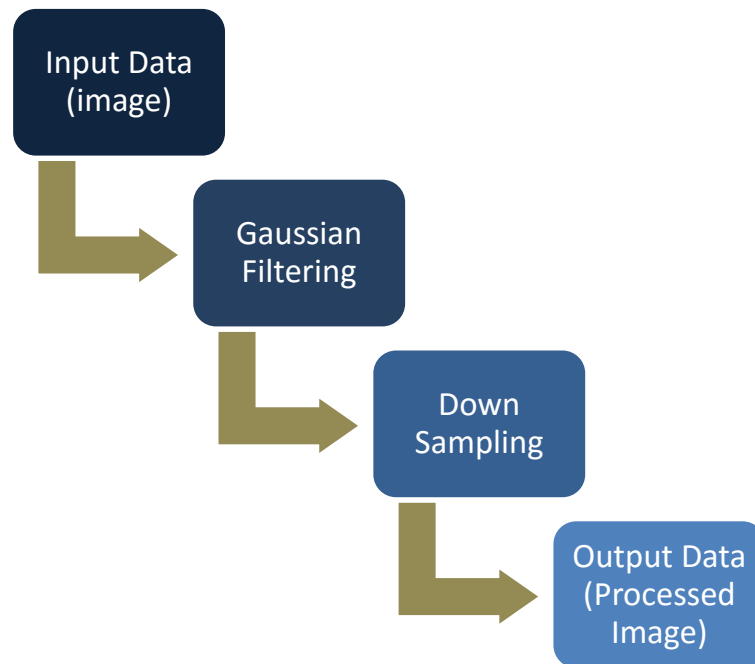 Input Data
(image)
Gaussian
Filtering
Down
Sampling
Output Data
(Processed
Image)